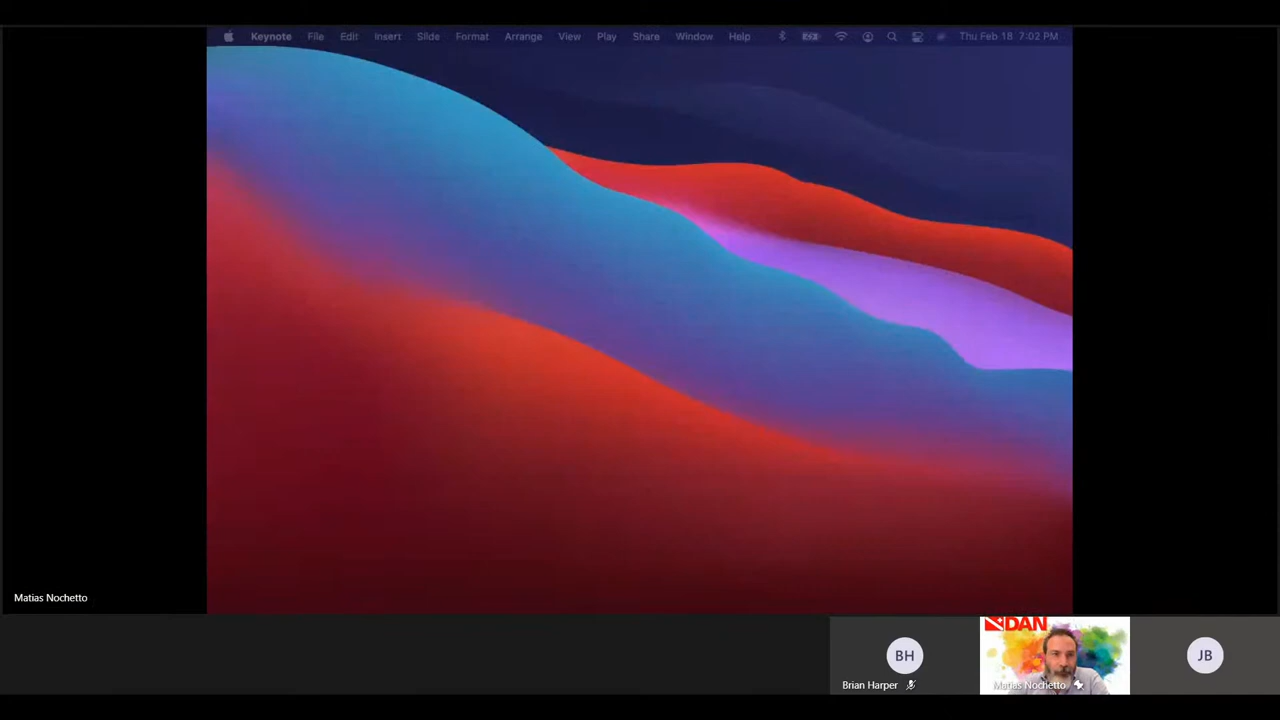 Keynote File Edit Insert Slide Format Arrange View Play Share Window Help Thu Feb 18 7:02 PM
Matias Nochetto
DAN
BH
Brian Harper
Matias Nochetto
JB